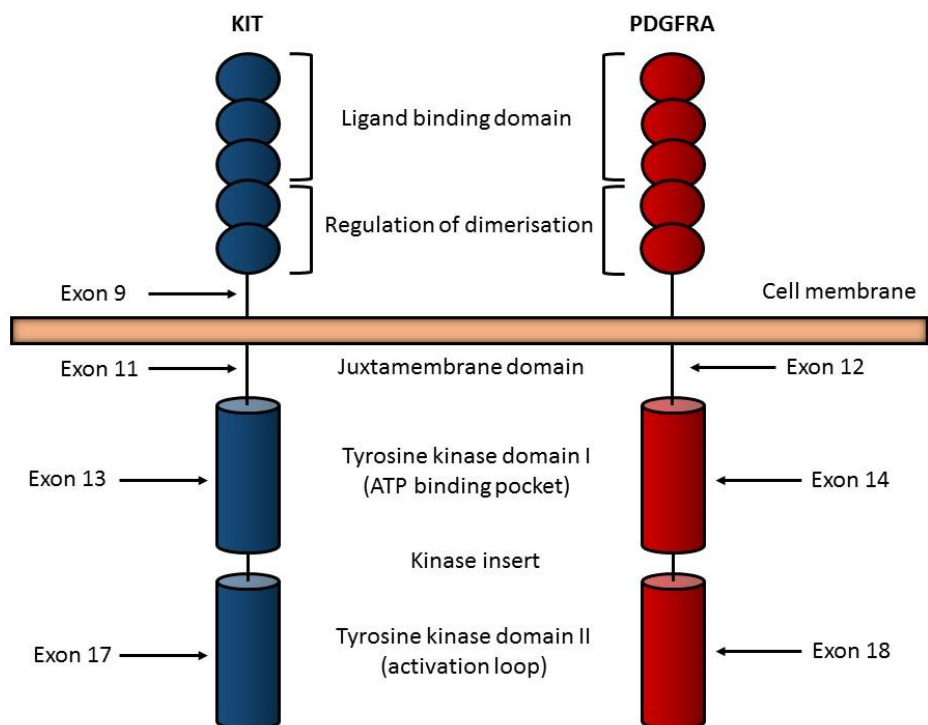 KIT
PDGFRA
Ligand binding domain
Regulation of dimerisation
Exon 9
Cell membrane
Exon 11
Juxtamembrane domain
Exon 12
Tyrosine kinase domain I
(ATP binding pocket)
Exon 13
Exon 14
Kinase insert
Tyrosine kinase domain II
(activation loop)
Exon 17
Exon 18